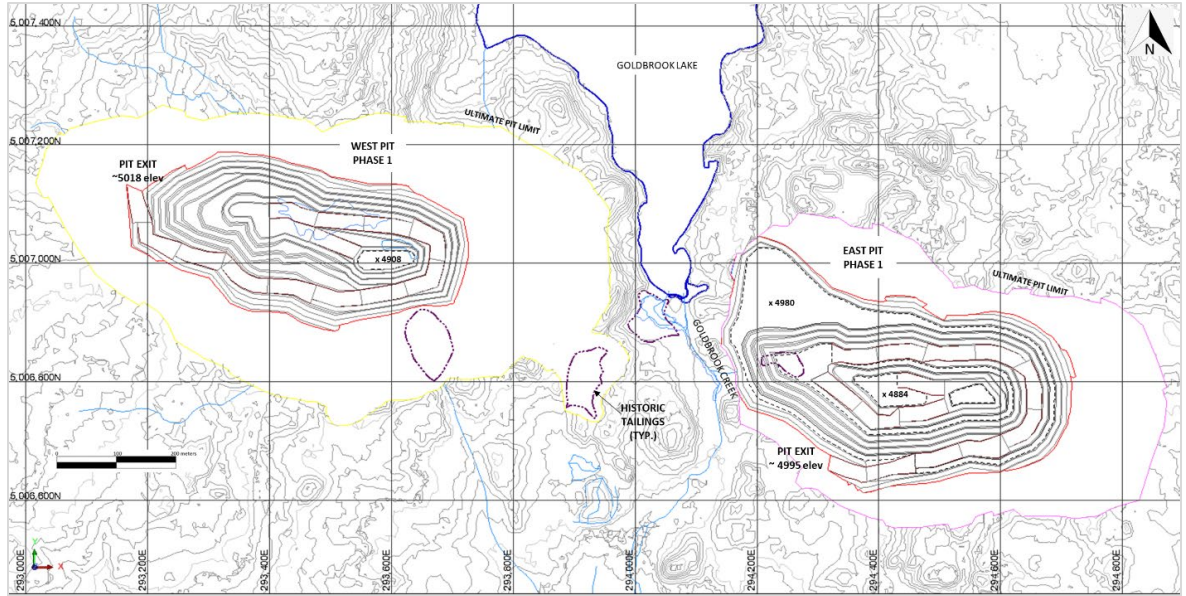 5,007,400N
GOLDBROOK LAKE
N
ULTIMATE PIT LIMIT
5,007,200N
WEST PIT
PHASE 1
PIT EXIT
~5018 elev
EAST PIT
PHASE 1
5,007,000N
x 4908
ULTIMATE PIT LIMIT
x 4980
GOLDBROOK CREEK
5,006,800N
x 4884
HISTORIC
TAILINGS
(TYP.)
PIT EXIT
~ 4995 elev
0 100 200 meters
5,006,600N
Y
X
293,000E
293,200E
293,400E
293,600E
293,800E
294,000E
294,200E
294,400E
294,600E
294,800E